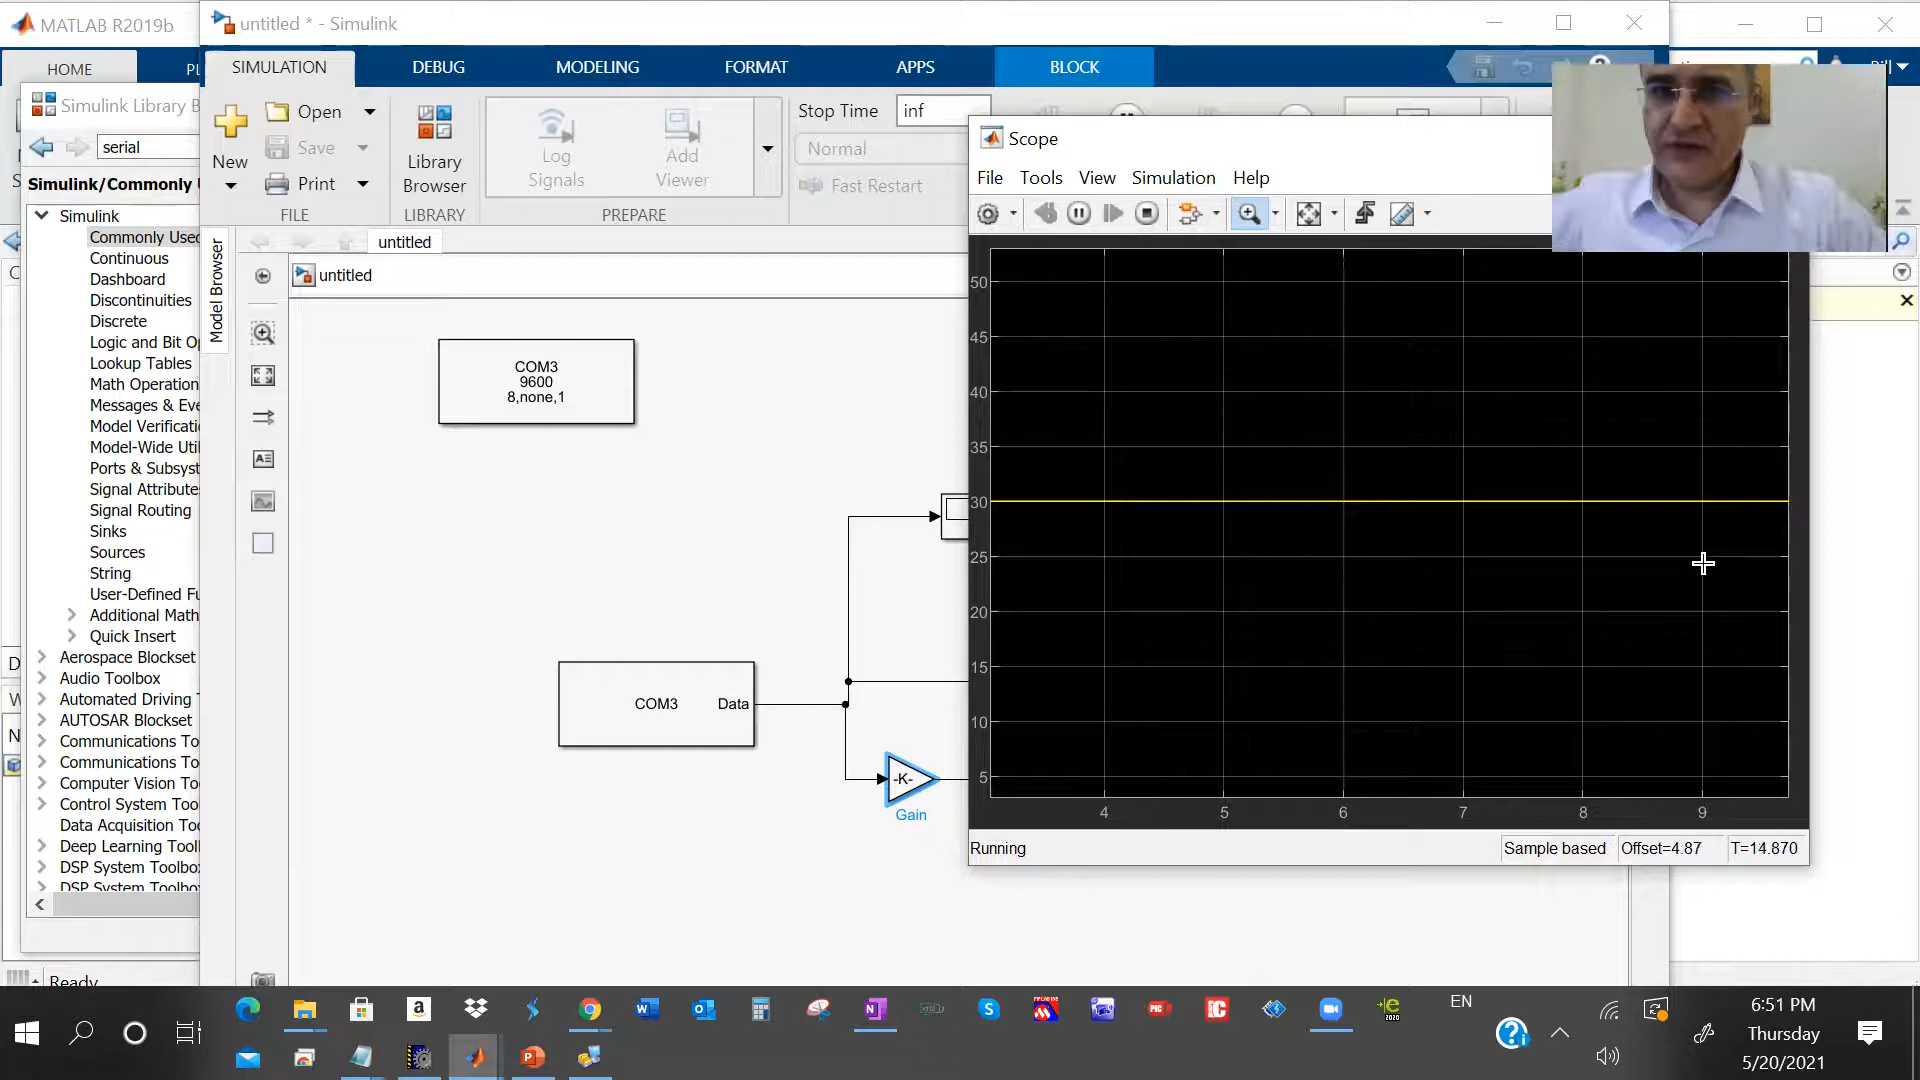 MATLAB R2019b
untitled * - Simulink
HOME
SIMULATION
DEBUG
MODELING
FORMAT
APPS
BLOCK
Bill
Simulink Library B
serial
Simulink/Commonly
Simulink
Commonly Used
Continuous
Dashboard
Discontinuities
Discrete
Logic and Bit Op
Lookup Tables
Math Operation
Messages & Eve
Model Verificati
Model-Wide Util
Ports & Subsyst
Signal Attribute
Signal Routing
Sinks
Sources
String
User-Defined Fu
Additional Math
Quick Insert
Aerospace Blockset
Audio Toolbox
Automated Driving
AUTOSAR Blockset
Communications To
Communications To
Computer Vision T
Control System Too
Data Acquisition To
Deep Learning Tool
DSP System Toolbo
DSP System Toolbo
Ready
New
Open
Save
Print
FILE
Library
Browser
LIBRARY
Log
Signals
Add
Viewer
PREPARE
Stop Time
inf
Normal
Fast Restart
untitled
Model Browser
untitled
COM3
9600
8,none,1
COM3
Data
-K-
Gain
Scope
File
Tools
View
Simulation
Help
50
45
40
35
30
25
20
15
10
5
4
5
6
7
8
9
Running
Sample based
Offset=4.87
T=14.870
EN
6:51 PM
Thursday
5/20/2021